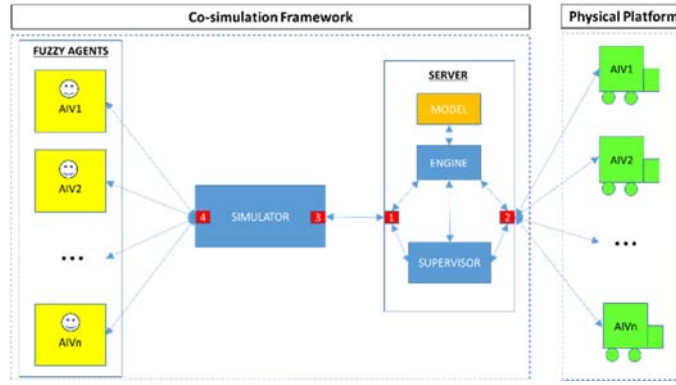 Co-simulation Framework
Physical Platform
FUZZY AGENTS
AIV1
AIV2
...
AIVn
SIMULATOR
4
3
SERVER
MODEL
ENGINE
1
2
SUPERVISOR
AIV1
AIV2
...
AIVn